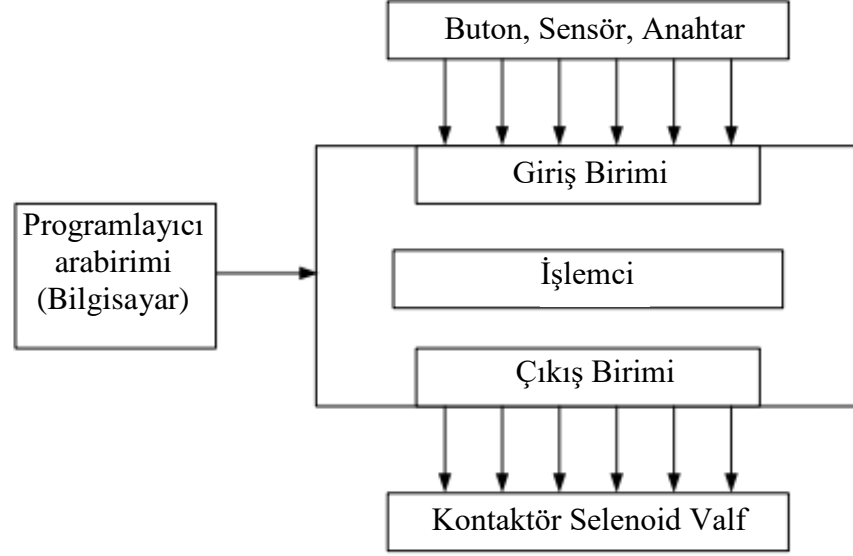 Buton, Sensör, Anahtar
Giriş Birimi
Programlayıcı
arabirimi
(Bilgisayar)
İşlemci
Çıkış Birimi
Kontaktör Selenoid Valf